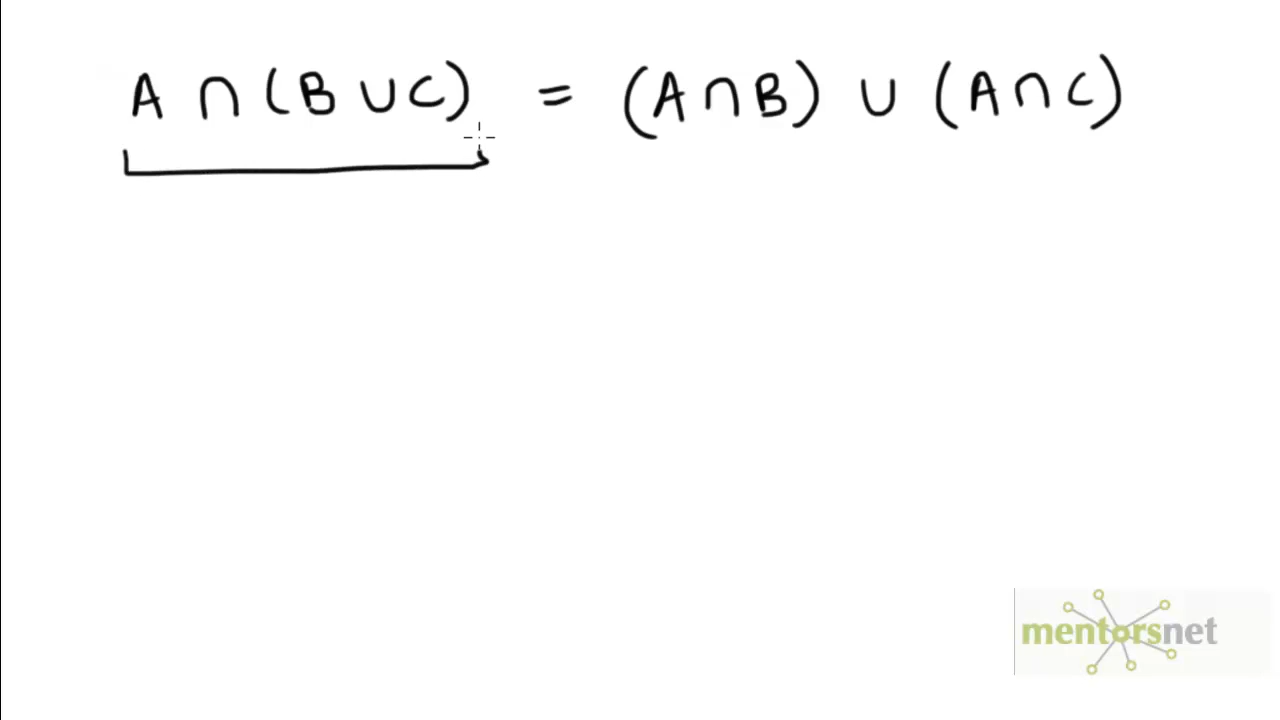 A ∩ (B ∪ C) = (A ∩ B) ∪ (A ∩ C)
mentorsnet